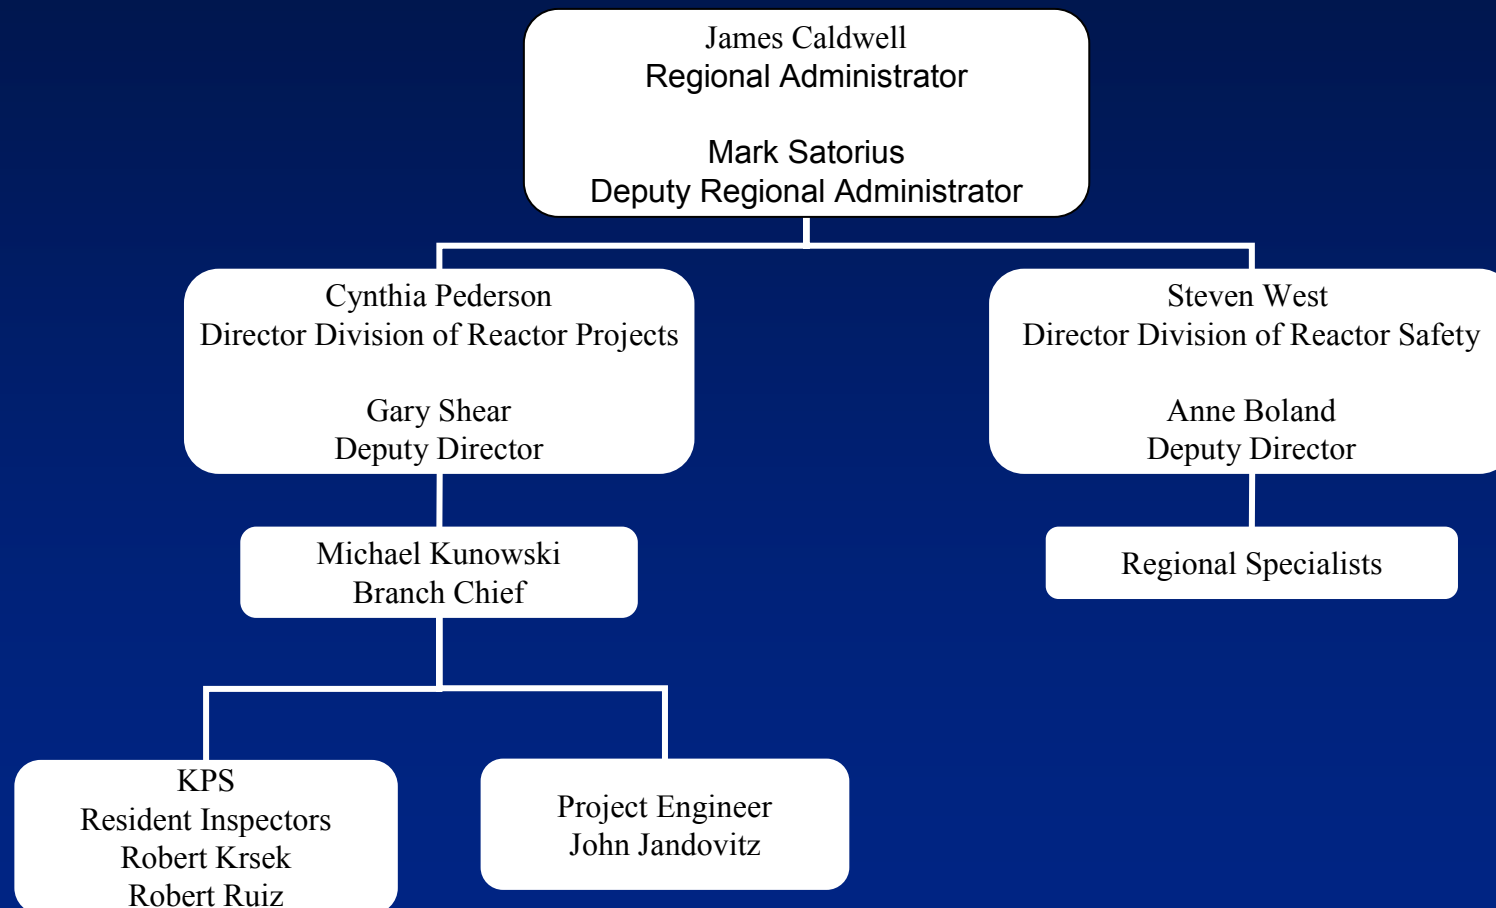 James Caldwell
Regional Administrator
Mark Satorius
Deputy Regional Administrator
Cynthia Pederson
Director Division of Reactor Projects
Gary Shear
Deputy Director
Steven West
Director Division of Reactor Safety
Anne Boland
Deputy Director
Michael Kunowski
Branch Chief
Regional Specialists
KPS
Resident Inspectors
Robert Krsek
Robert Ruiz
Project Engineer
John Jandovitz